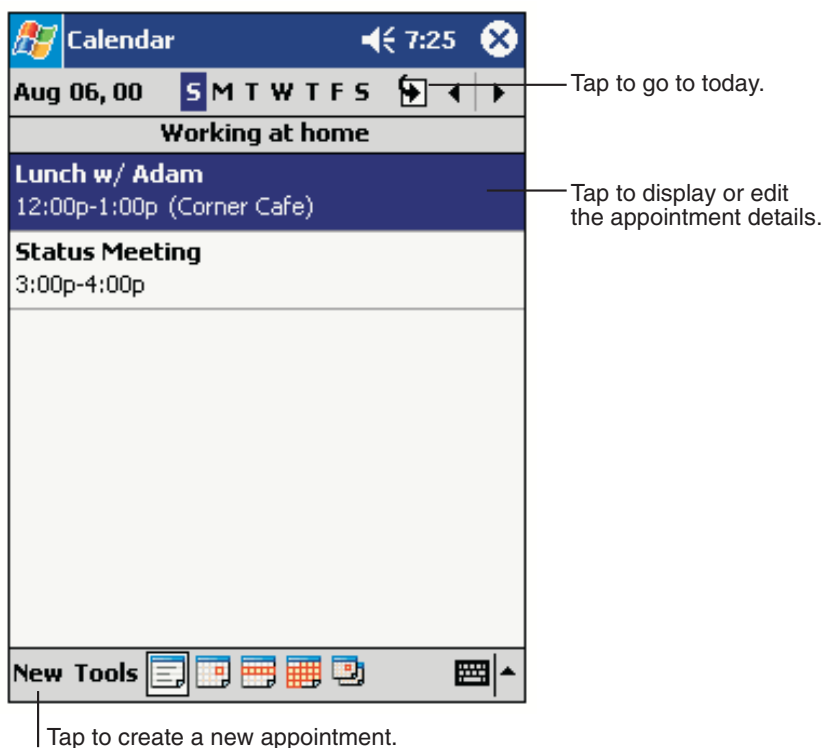 Calendar 7:25
Aug 06, 00 S M T W T F S
Tap to go to today.
Working at home
Lunch w/ Adam
12:00p-1:00p (Corner Cafe)
Tap to display or edit
the appointment details.
Status Meeting
3:00p-4:00p
New Tools
Tap to create a new appointment.